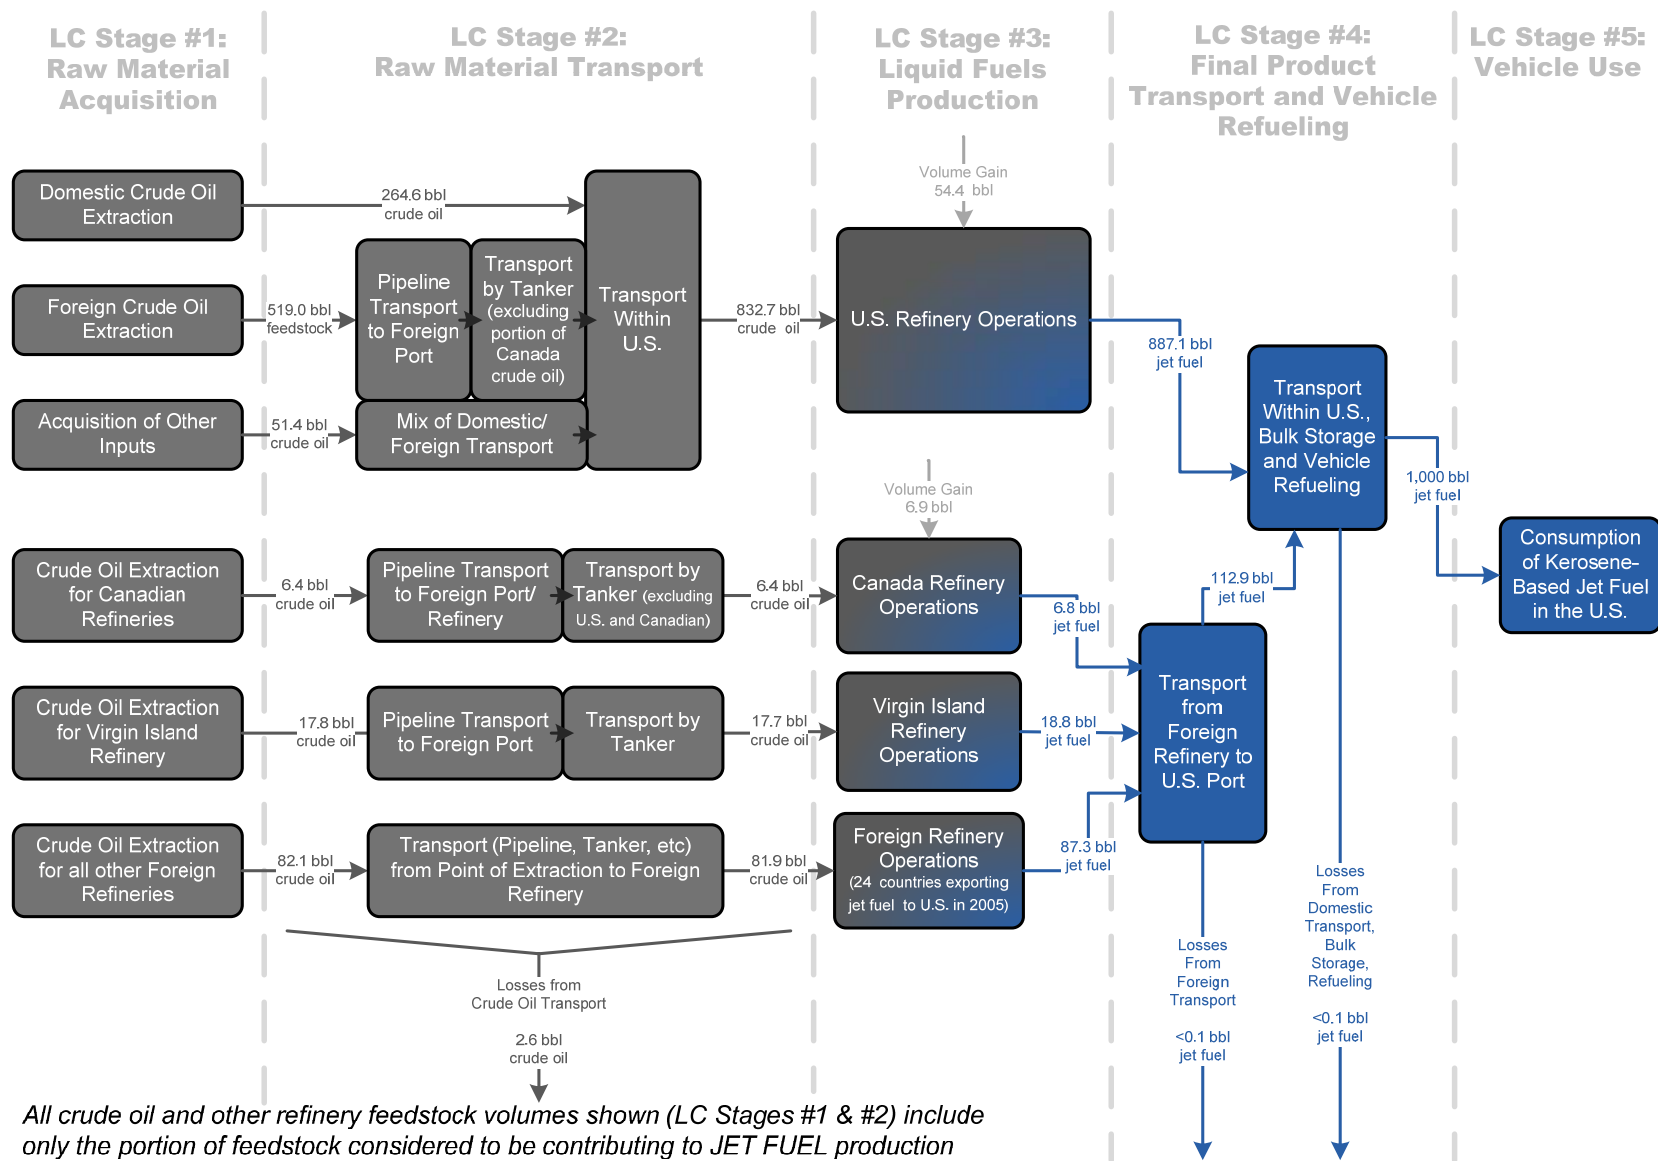 LC Stage #1:
Raw Material
Acquisition
LC Stage #2:
Raw Material Transport
LC Stage #3:
Liquid Fuels
Production
LC Stage #4:
Final Product
Transport and Vehicle
Refueling
LC Stage #5:
Vehicle Use
Volume Gain
54.4 bbl
Domestic Crude Oil
Extraction
264.6 bbl
crude oil
Foreign Crude Oil
Extraction
519.0 bbl
feedstock
Pipeline
Transport
to Foreign
Port
Transport
by Tanker
(excluding
portion of
Canada
crude oil)
Transport
Within
U.S.
832.7 bbl
crude oil
U.S. Refinery Operations
887.1 bbl
jet fuel
Acquisition of Other
Inputs
51.4 bbl
crude oil
Mix of Domestic/
Foreign Transport
Transport
Within U.S.,
Bulk Storage
and Vehicle
Refueling
1,000 bbl
jet fuel
Consumption
of Kerosene-
Based Jet Fuel
in the U.S.
Volume Gain
6.9 bbl
Crude Oil Extraction
for Canadian
Refineries
6.4 bbl
crude oil
Pipeline Transport
to Foreign Port/
Refinery
Transport by
Tanker (excluding
U.S. and Canadian)
6.4 bbl
crude oil
Canada Refinery
Operations
6.8 bbl
jet fuel
112.9 bbl
jet fuel
Crude Oil Extraction
for Virgin Island
Refinery
17.8 bbl
crude oil
Pipeline Transport
to Foreign Port
Transport by
Tanker
17.7 bbl
crude oil
Virgin Island
Refinery
Operations
18.8 bbl
jet fuel
Transport
from
Foreign
Refinery to
U.S. Port
Crude Oil Extraction
for all other Foreign
Refineries
82.1 bbl
crude oil
Transport (Pipeline, Tanker, etc)
from Point of Extraction to Foreign
Refinery
81.9 bbl
crude oil
Foreign Refinery
Operations
(24 countries exporting
jet fuel to U.S. in 2005)
87.3 bbl
jet fuel
Losses from
Crude Oil Transport
2.6 bbl
crude oil
Losses
From
Foreign
Transport
<0.1 bbl
jet fuel
Losses
From
Domestic
Transport,
Bulk
Storage,
Refueling
<0.1 bbl
jet fuel
All crude oil and other refinery feedstock volumes shown (LC Stages #1 & #2) include
only the portion of feedstock considered to be contributing to JET FUEL production